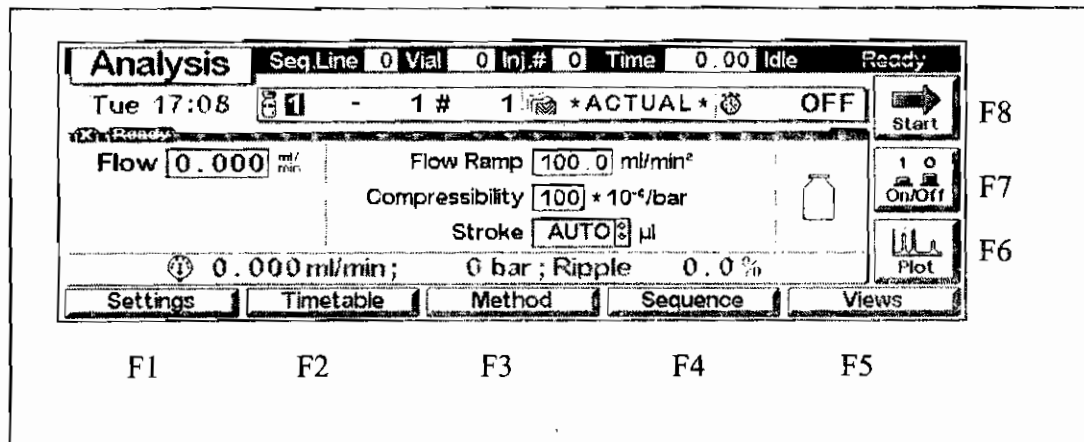 Analysis Seq.Line 0 Vial 0 Inj.# 0 Time 0.00 Idle Ready
Tue 17:08 1 - 1 # 1 *ACTUAL* OFF
Start F8
(X) Ready
Flow 0.000 ml/min Flow Ramp 100.0 ml/min²
1 0
On/Off F7
Compressibility 100 * 10⁻⁶/bar
Stroke AUTO µl
Plot F6
0.000 ml/min; 0 bar; Ripple 0.0%
Settings Timetable Method Sequence Views
F1 F2 F3 F4 F5